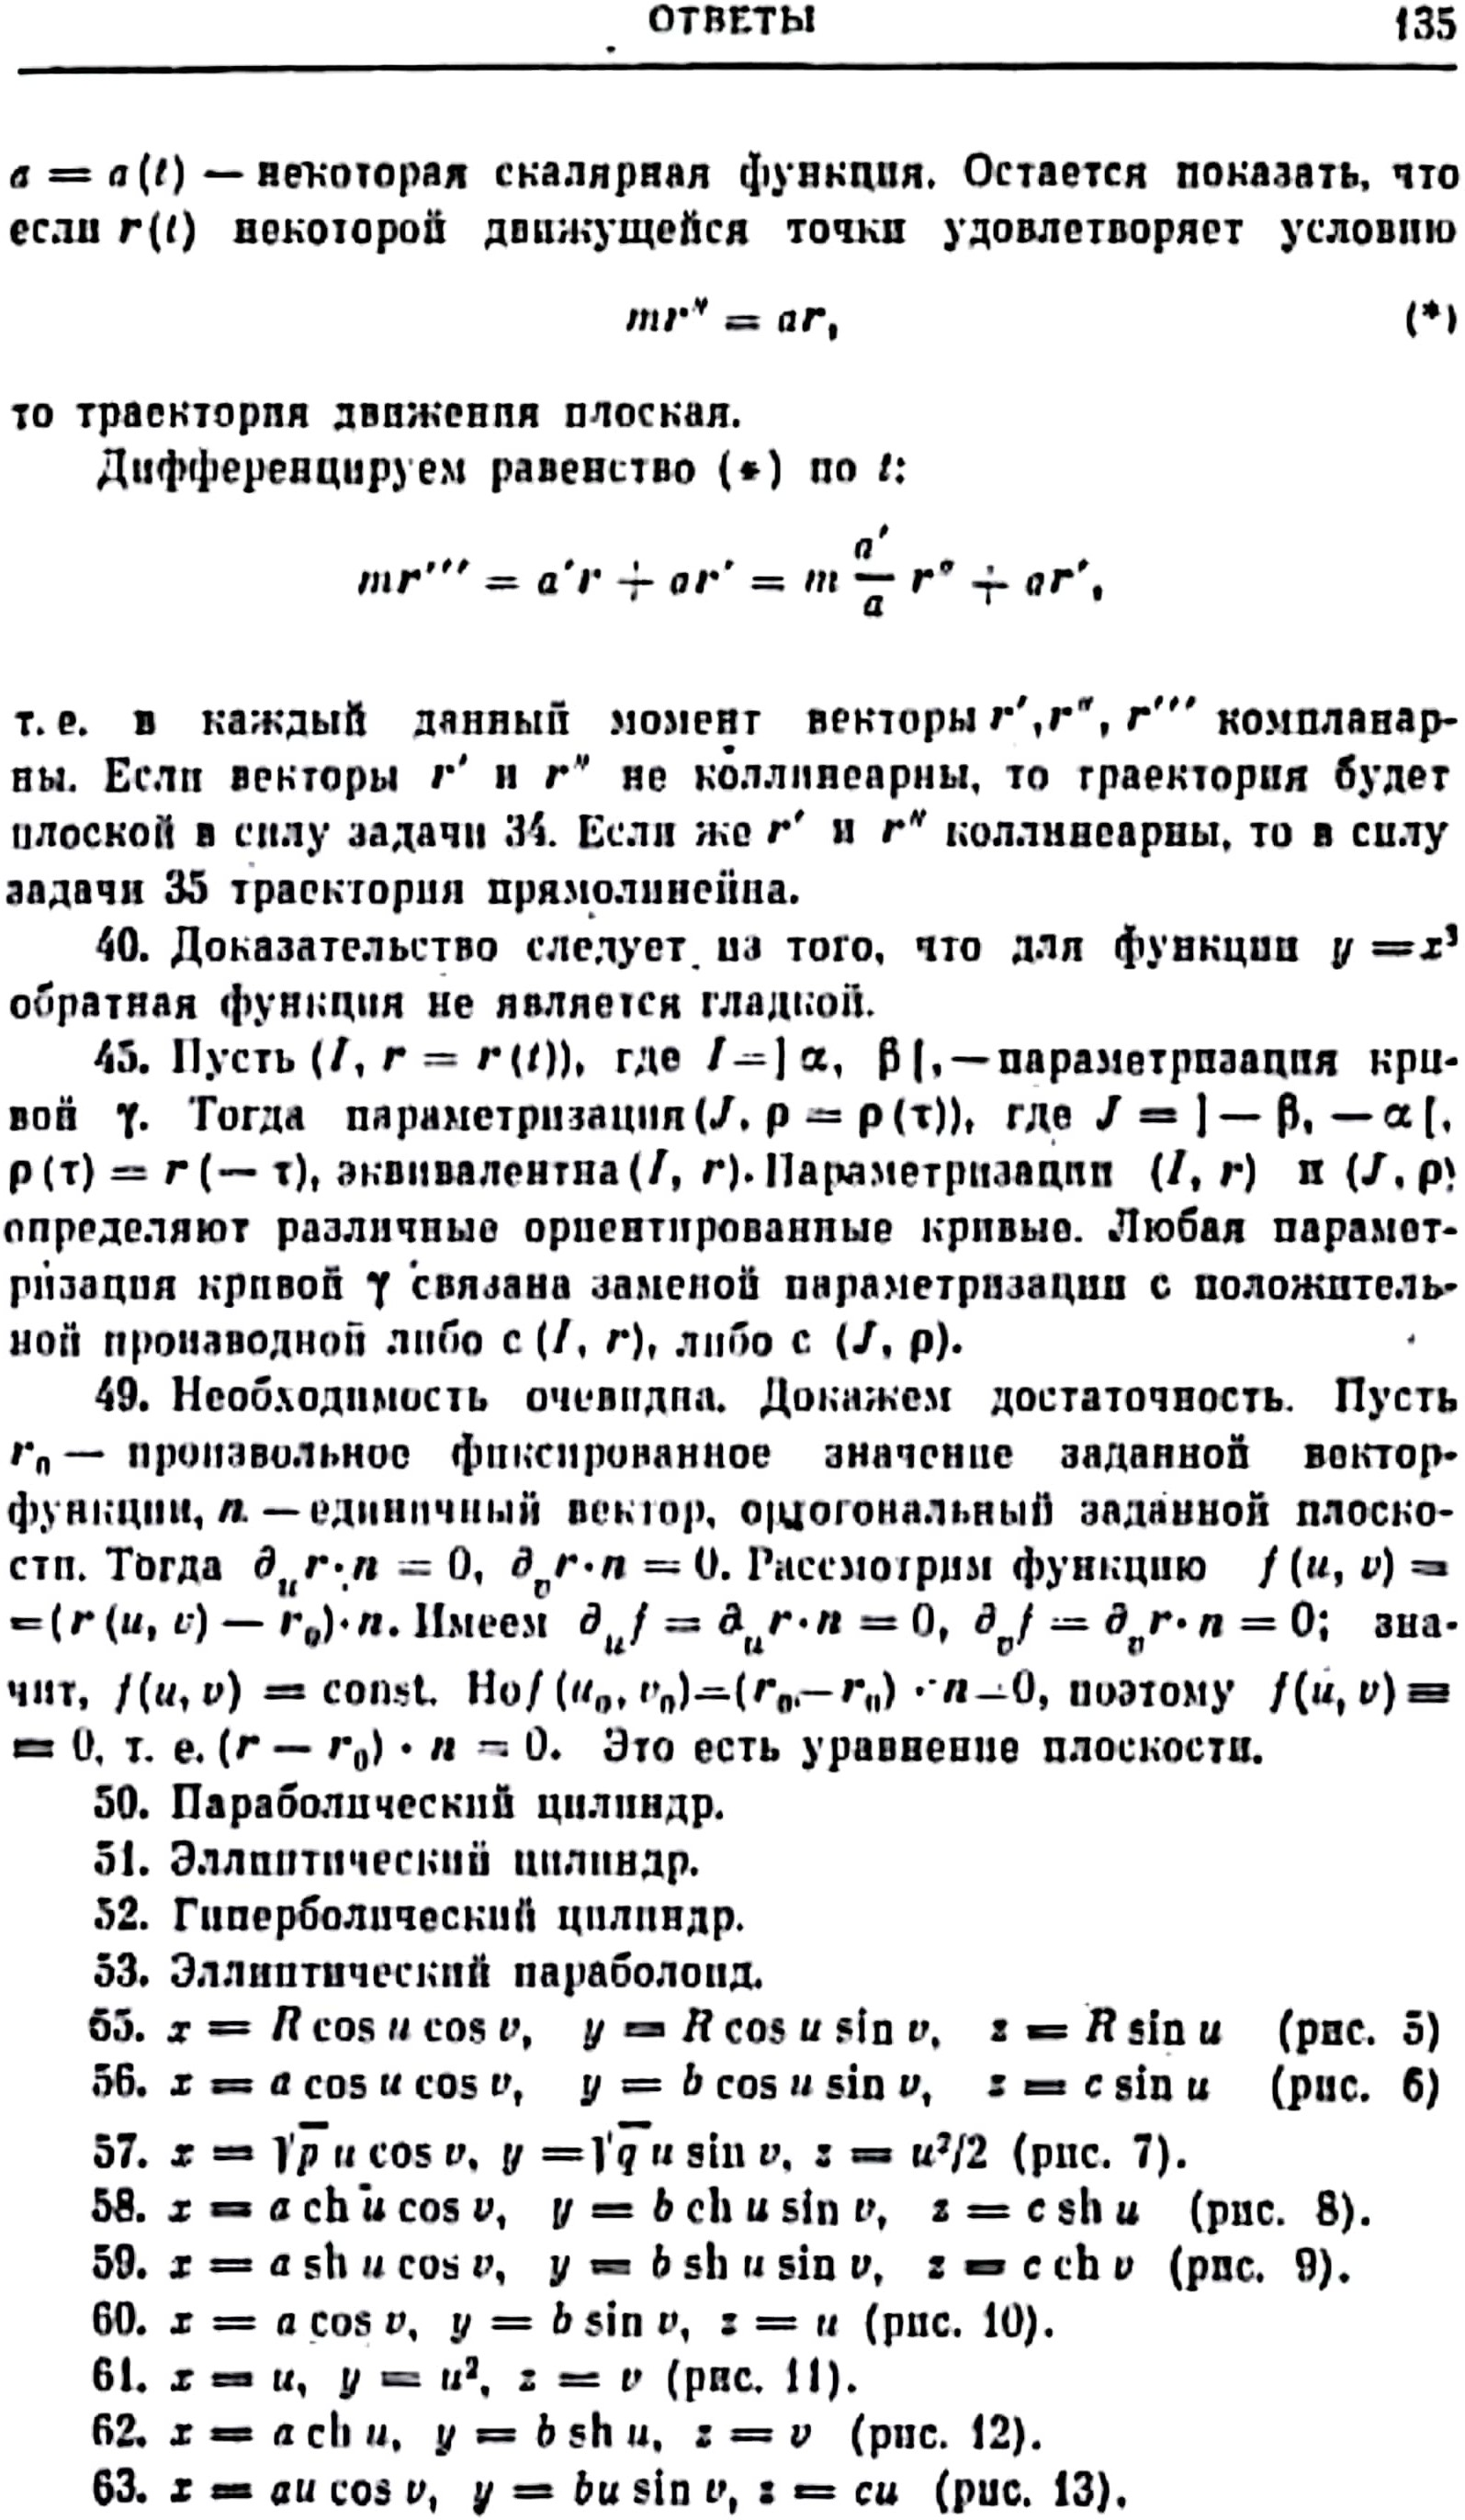 ОТВЕТЫ 135
a = a(t) — некоторая скалярная функция. Остается показать, что
если r(t) некоторой движущейся точки удовлетворяет условию
mr″ = ar, (*)
то траектория движения плоская.
Дифференцируем равенство (*) по t:
mr‴ = a′r + ar′ = m a′/a r″ + ar′,
т. е. в каждый данный момент векторы r′, r″, r‴ компланар-
ны. Если векторы r′ и r″ не коллинеарны, то траектория будет
плоской в силу задачи 34. Если же r′ и r″ коллинеарны, то в силу
задачи 35 траектория прямолинейна.
40. Доказательство следует из того, что для функции y = x³
обратная функция не является гладкой.
45. Пусть (I, r = r(t)), где I = ]α, β[, — параметризация кри-
вой γ. Тогда параметризация (J, ρ = ρ(τ)), где J = ]— β, — α[,
ρ(τ) = r(— τ), эквивалентна (I, r). Параметризации (I, r) и (J, ρ)
определяют различные ориентированные кривые. Любая парамет-
ризация кривой γ связана заменой параметризации с положитель-
ной производной либо с (I, r), либо с (J, ρ).
49. Необходимость очевидна. Докажем достаточность. Пусть
r₀ — произвольное фиксированное значение заданной вектор-
функции, n — единичный вектор, ортогональный заданной плоско-
сти. Тогда ∂ᵤr·n = 0, ∂ᵥr·n = 0. Рассмотрим функцию f(u, v) =
= (r(u, v) — r₀)·n. Имеем ∂ᵤf = ∂ᵤr·n = 0, ∂ᵥf = ∂ᵥr·n = 0; зна-
чит, f(u, v) = const. Но f(u₀, v₀) = (r₀ — r₀)·n = 0, поэтому f(u, v) ≡
≡ 0, т. е. (r — r₀)·n = 0. Это есть уравнение плоскости.
50. Параболический цилиндр.
51. Эллиптический цилиндр.
52. Гиперболический цилиндр.
53. Эллиптический параболоид.
55. x = R cos u cos v, y = R cos u sin v, z = R sin u (рис. 5)
56. x = a cos u cos v, y = b cos u sin v, z = c sin u (рис. 6)
57. x = √p u cos v, y = √q u sin v, z = u²/2 (рис. 7).
58. x = a ch u cos v, y = b ch u sin v, z = c sh u (рис. 8).
59. x = a sh u cos v, y = b sh u sin v, z = c ch v (рис. 9).
60. x = a cos v, y = b sin v, z = u (рис. 10).
61. x = u, y = u², z = v (рис. 11).
62. x = a ch u, y = b sh u, z = v (рис. 12).
63. x = au cos v, y = bu sin v, z = cu (рис. 13).